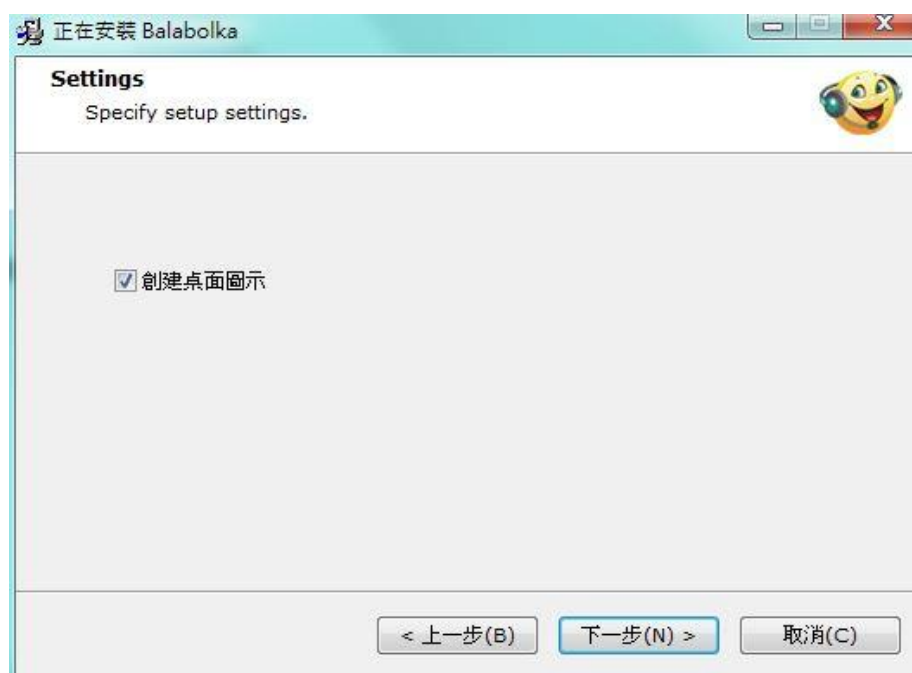 正在安裝 Balabolka
Settings
Specify setup settings.
創建桌面圖示
< 上一步(B)
下一步(N) >
取消(C)